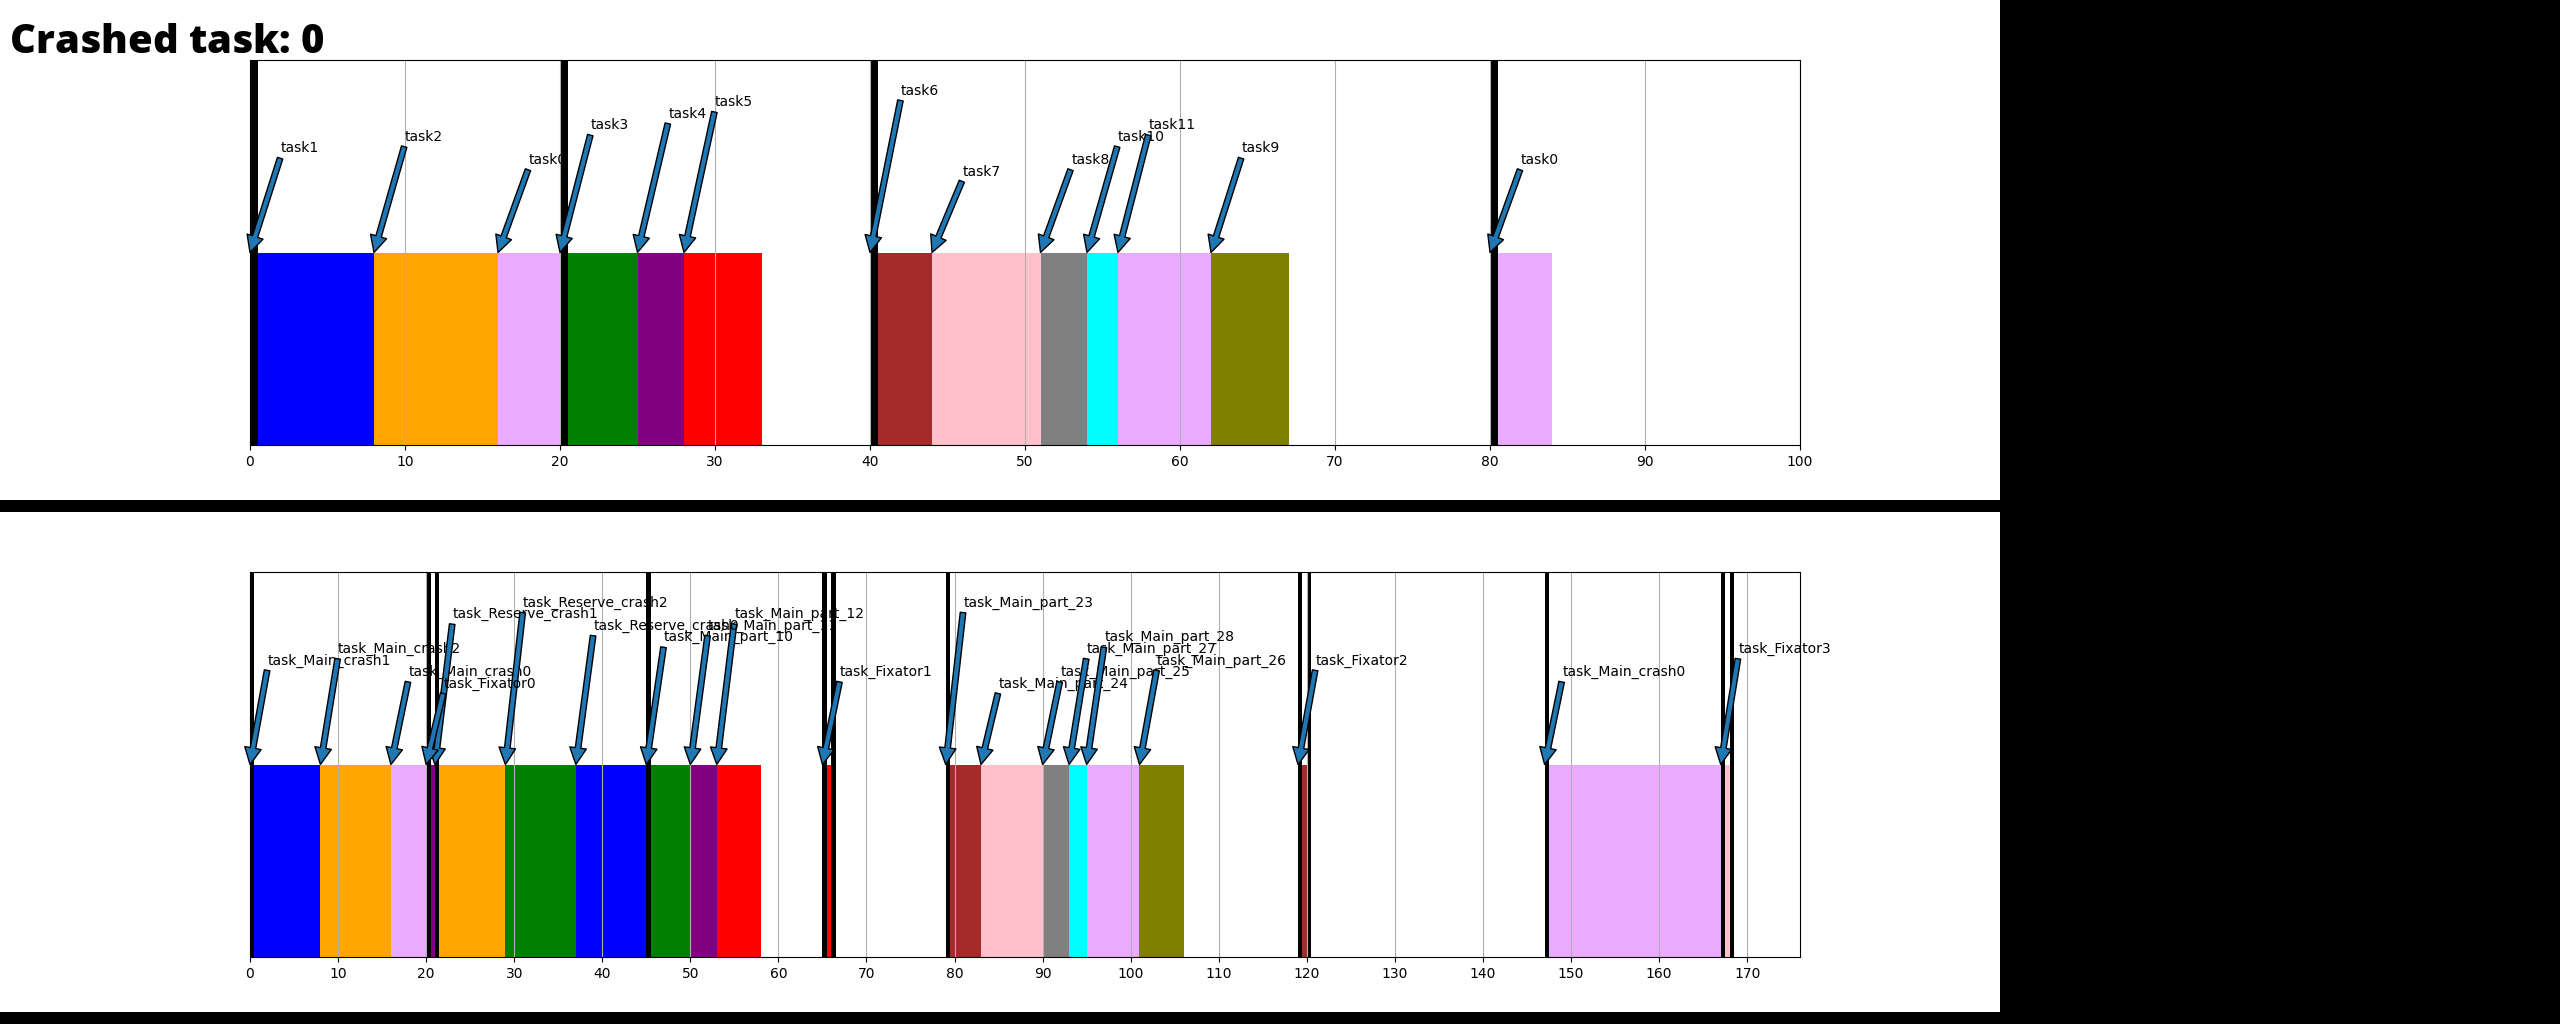 Crashed task: 0
task6
task5
task4
task3
task11
task2
task10
task1
task9
task0
task8
task0
task7
0 10 20 30 40 50 60 70 80 90 100
task_Reserve_crash2
task_Main_part_23
task_Reserve_crash1
task_Main_part_12
task_Reserve_crash0
task_Main_part_11
task_Main_part_10
task_Main_part_28
task_Main_crash2
task_Main_part_27
task_Fixator3
task_Main_crash1
task_Main_part_26
task_Fixator2
task_Main_crash0
task_Fixator1
task_Main_part_25
task_Main_crash0
task_Fixator0
task_Main_part_24
0 10 20 30 40 50 60 70 80 90 100 110 120 130 140 150 160 170